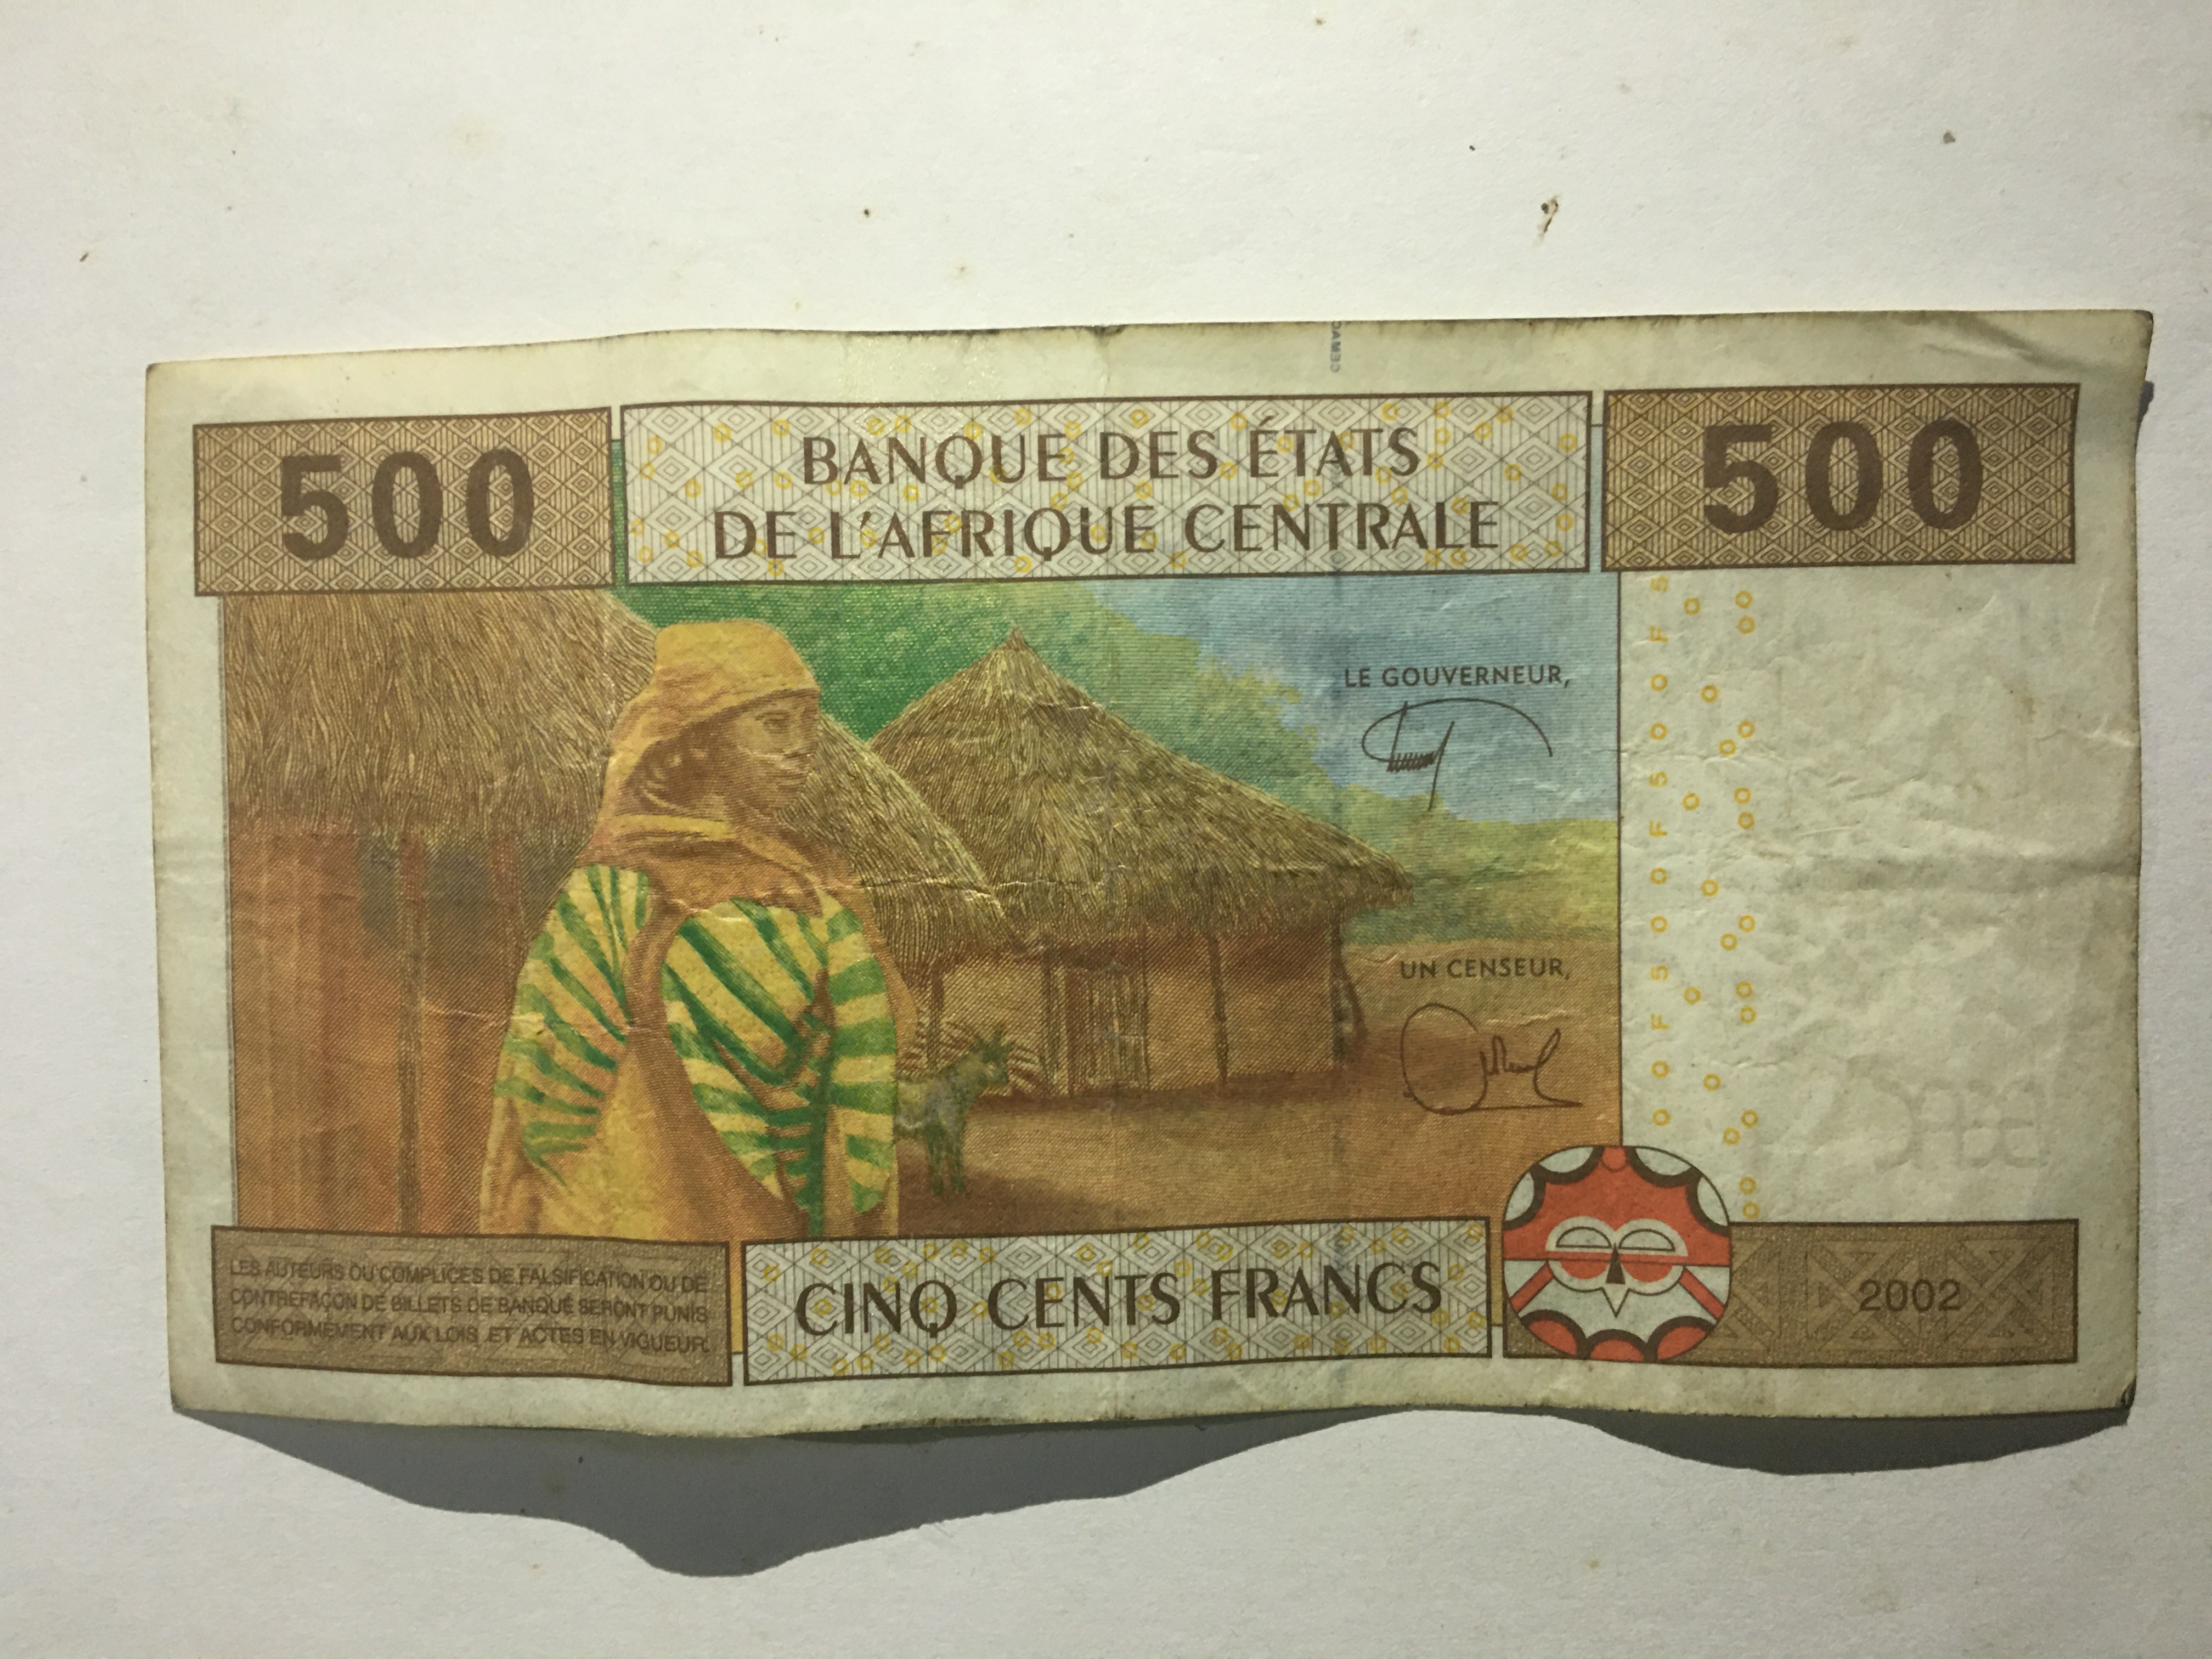 500
BANQUE DES ÉTATS
DE L'AFRIQUE CENTRALE
500
CEMAC
LE GOUVERNEUR,
UN CENSEUR,
00F500F500F5
LES AUTEURS OU COMPLICES DE FALSIFICATION OU DE
CONTREFAÇON DE BILLETS DE BANQUE SERONT PUNIS
CONFORMÉMENT AUX LOIS ET ACTES EN VIGUEUR.
CINQ CENTS FRANCS
2002